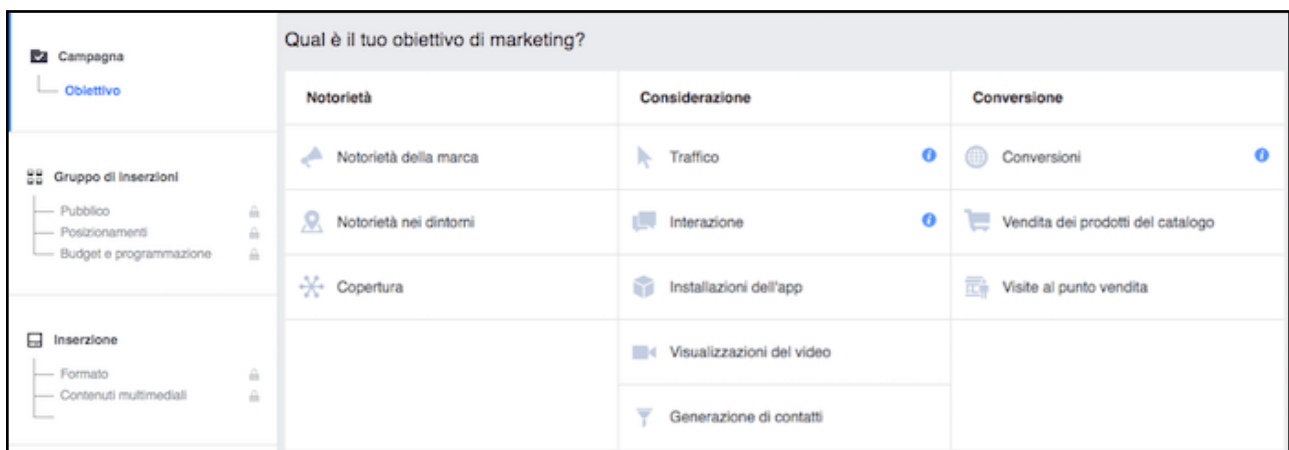 Campagna
Obiettivo
Gruppo di inserzioni
Pubblico
Posizionamenti
Budget e programmazione
Inserzione
Formato
Contenuti multimediali
Qual è il tuo obiettivo di marketing?
Notorietà
Considerazione
Conversione
Notorietà della marca
Traffico
Conversioni
Notorietà nei dintorni
Interazione
Vendita dei prodotti del catalogo
Copertura
Installazioni dell'app
Visite al punto vendita
Visualizzazioni del video
Generazione di contatti